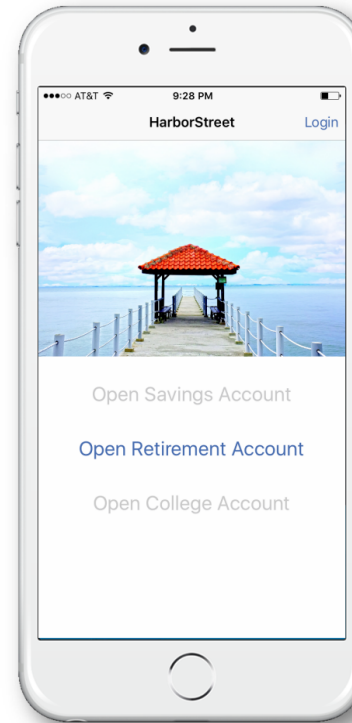 ●●●○○ AT&T 9:28 PM
HarborStreet Login
Open Savings Account
Open Retirement Account
Open College Account